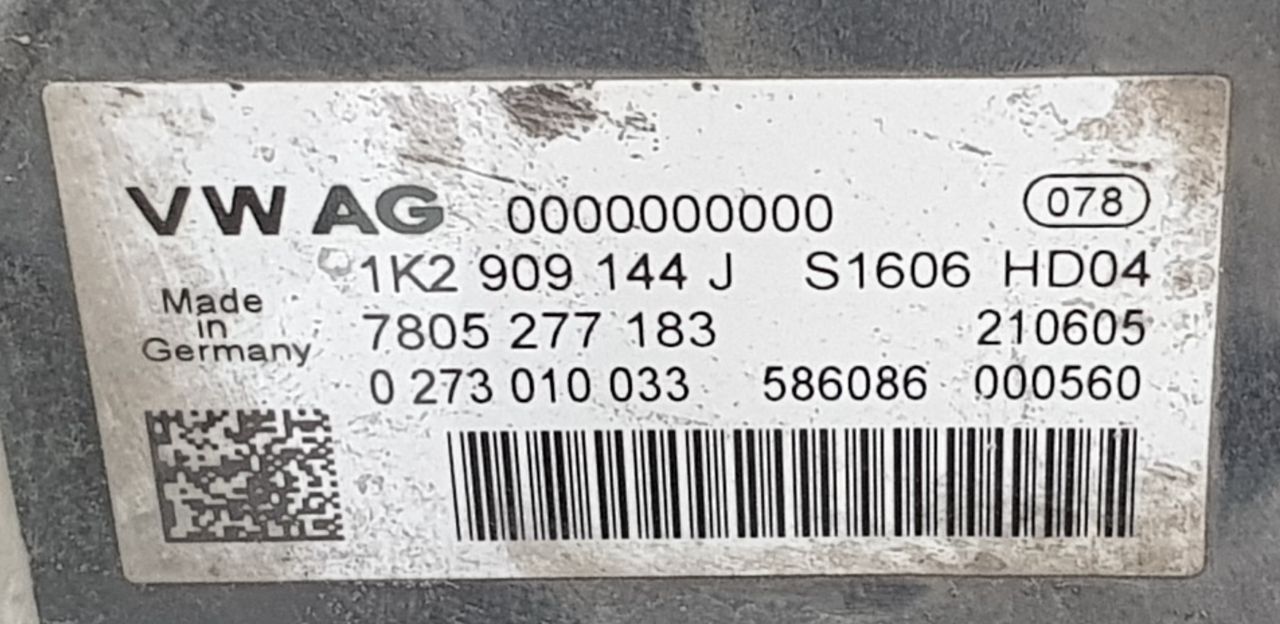 VW AG 0000000000 078
1K2 909 144 J S1606 HD04
Made
in
Germany
7805 277 183 210605
0 273 010 033 586086 000560